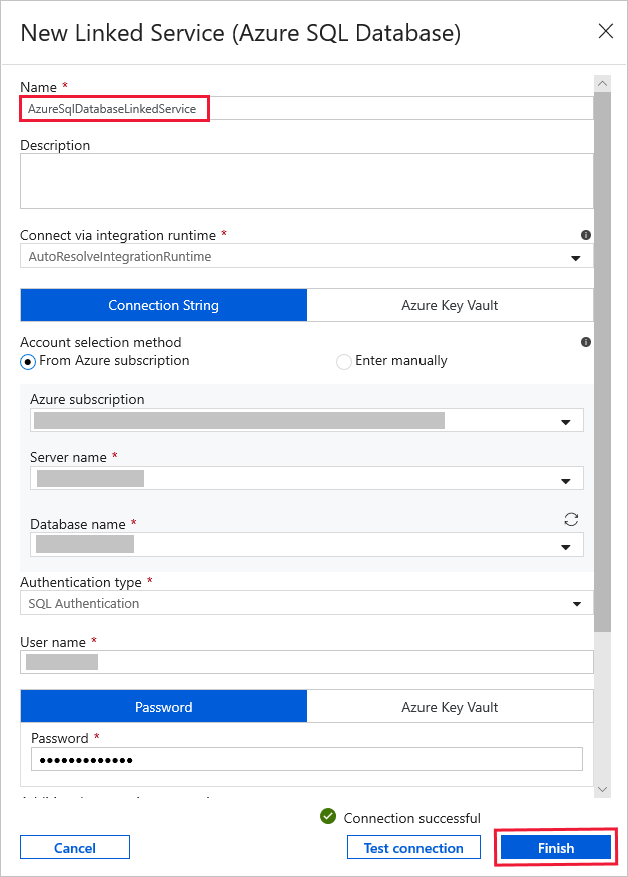 New Linked Service (Azure SQL Database)
Name *
AzureSqlDatabaseLinkedService
Description
Connect via integration runtime *
AutoResolveIntegrationRuntime
Connection String Azure Key Vault
Account selection method
From Azure subscription Enter manually
Azure subscription
Server name *
Database name *
Authentication type *
SQL Authentication
User name *
Password Azure Key Vault
Password *
•••••••••••••
Connection successful
Cancel Test connection Finish